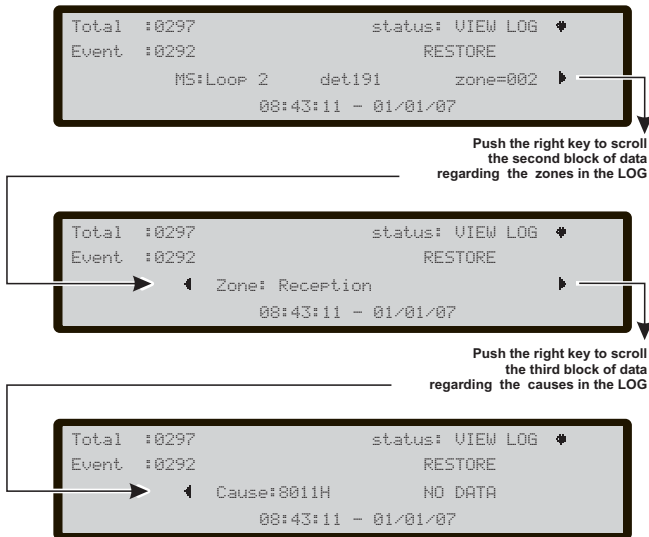 Total :0297 status: VIEW LOG
Event :0292 RESTORE
MS:Loop 2 det191 zone=002
08:43:11 - 01/01/07
Push the right key to scroll
the second block of data
regarding the zones in the LOG
Total :0297 status: VIEW LOG
Event :0292 RESTORE
Zone: Reception
08:43:11 - 01/01/07
Push the right key to scroll
the third block of data
regarding the causes in the LOG
Total :0297 status: VIEW LOG
Event :0292 RESTORE
Cause:8011H NO DATA
08:43:11 - 01/01/07